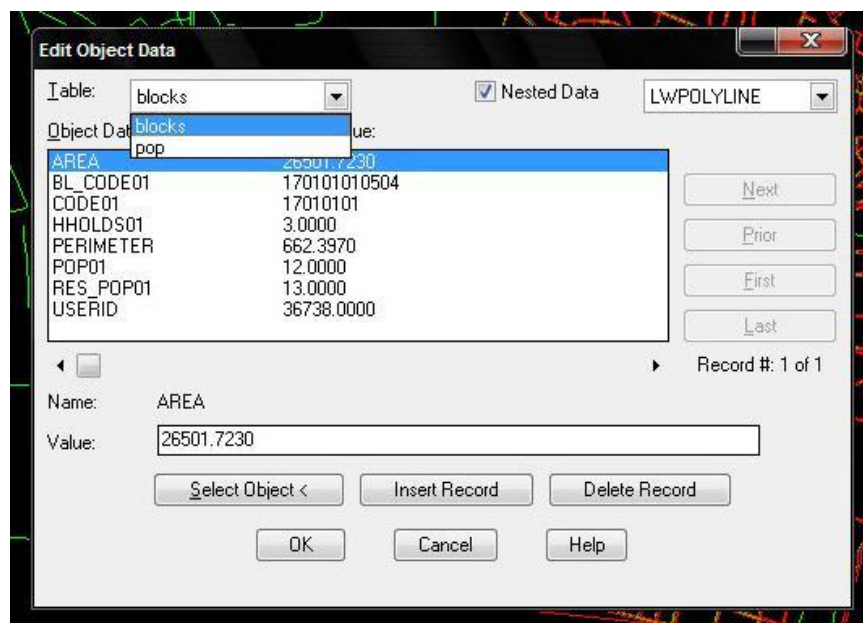 Edit Object Data
X
Table: blocks Nested Data LWPOLYLINE
blocks
Object Dat ue:
pop
AREA 26501.7230
BL_CODE01 170101010504
CODE01 17010101
HHOLDS01 3.0000
PERIMETER 662.3970
POP01 12.0000
RES_POP01 13.0000
USERID 36738.0000
Next
Prior
First
Last
Record #: 1 of 1
Name: AREA
Value: 26501.7230
Select Object < Insert Record Delete Record
OK Cancel Help